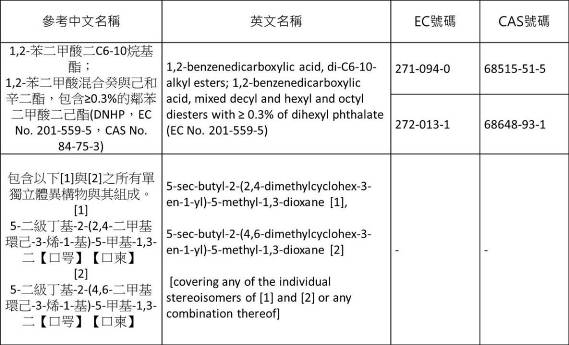 參考中文名稱
英文名稱
EC號碼
CAS號碼
1,2-苯二甲酸二C6-10烷基
酯；
1,2-苯二甲酸混合癸與己和
辛二酯，包含≥0.3%的鄰苯
二甲酸二己酯(DNHP，EC
No. 201-559-5，CAS No.
84-75-3)
1,2-benzenedicarboxylic acid, di-C6-10-
alkyl esters; 1,2-benzenedicarboxylic
acid, mixed decyl and hexyl and octyl
diesters with ≥ 0.3% of dihexyl phthalate
(EC No. 201-559-5)
271-094-0
68515-51-5
272-013-1
68648-93-1
包含以下[1]與[2]之所有單
獨立體異構物與其組成。
[1]
5-二級丁基-2-(2,4-二甲基
環己-3-烯-1-基)-5-甲基-1,3-
二【口咢】【口柬】
[2]
5-二級丁基-2-(4,6-二甲基
環己-3-烯-1-基)-5-甲基-1,3-
二【口咢】【口柬】
5-sec-butyl-2-(2,4-dimethylcyclohex-3-
en-1-yl)-5-methyl-1,3-dioxane [1],
5-sec-butyl-2-(4,6-dimethylcyclohex-3-
en-1-yl)-5-methyl-1,3-dioxane [2]
[covering any of the individual
stereoisomers of [1] and [2] or any
combination thereof]
-
-